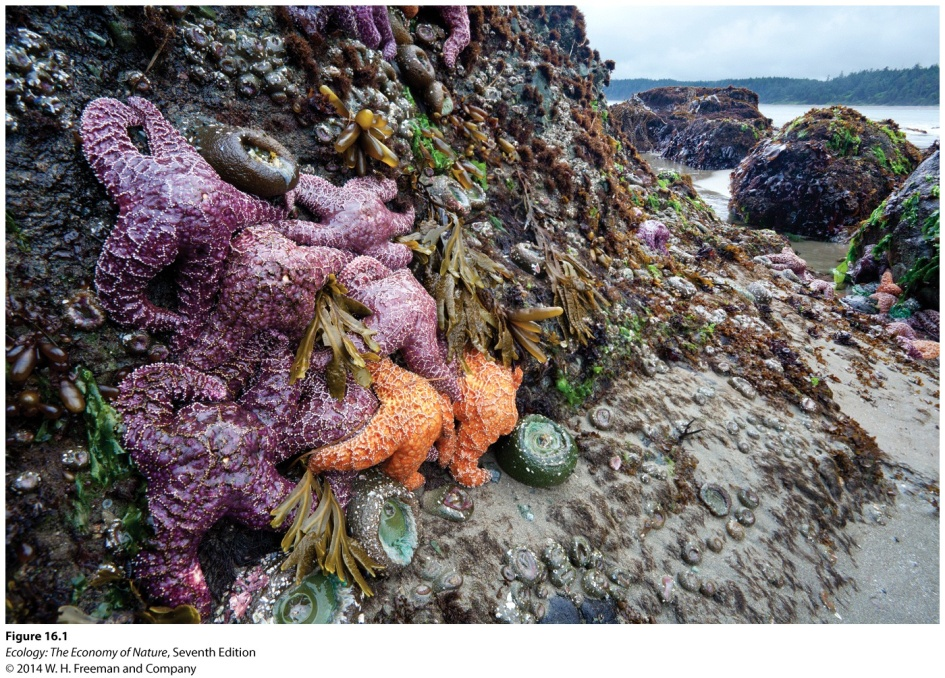 Figure 16.1
Ecology: The Economy of Nature, Seventh Edition
© 2014 W. H. Freeman and Company